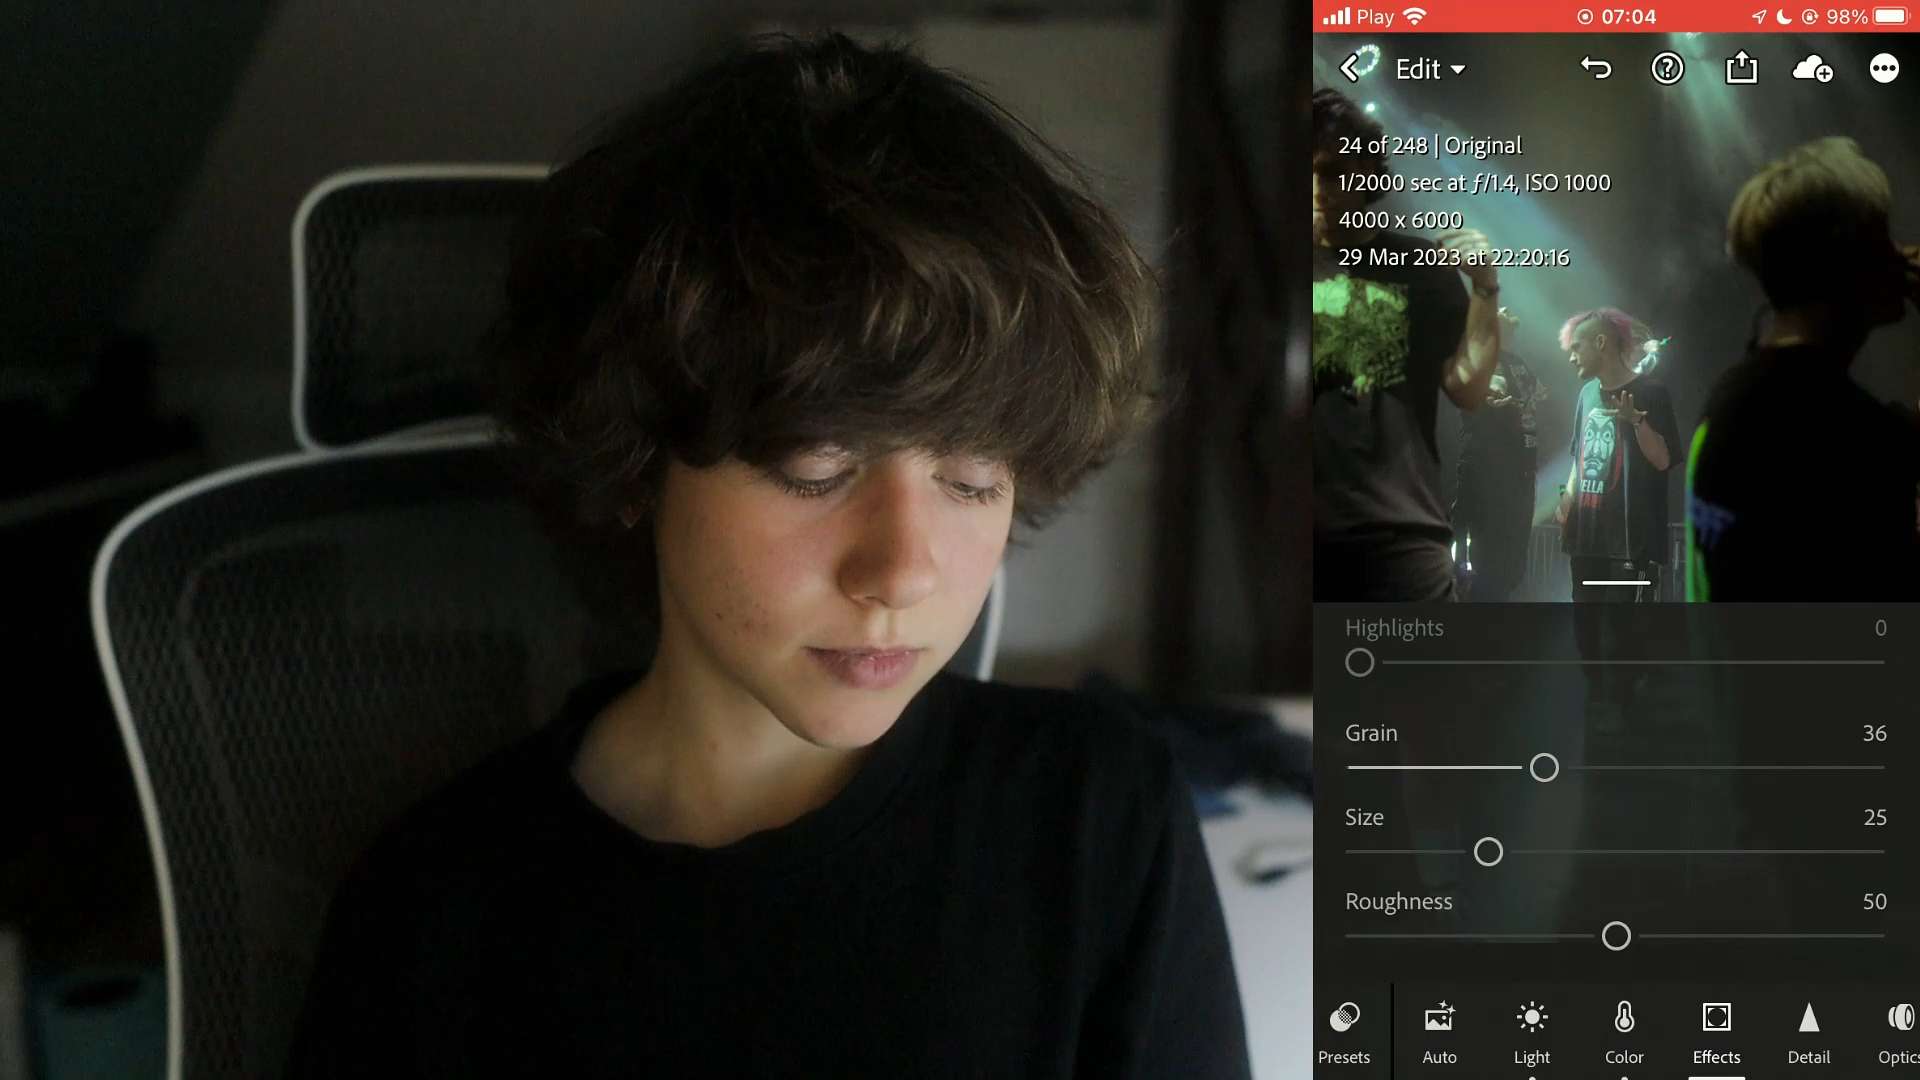 Play 07:04 98%
Edit
24 of 248 | Original
1/2000 sec at ƒ/1.4, ISO 1000
4000 x 6000
29 Mar 2023 at 22:20:16
ELLA
Highlights 0
Grain 36
Size 25
Roughness 50
Presets Auto Light Color Effects Detail Optics